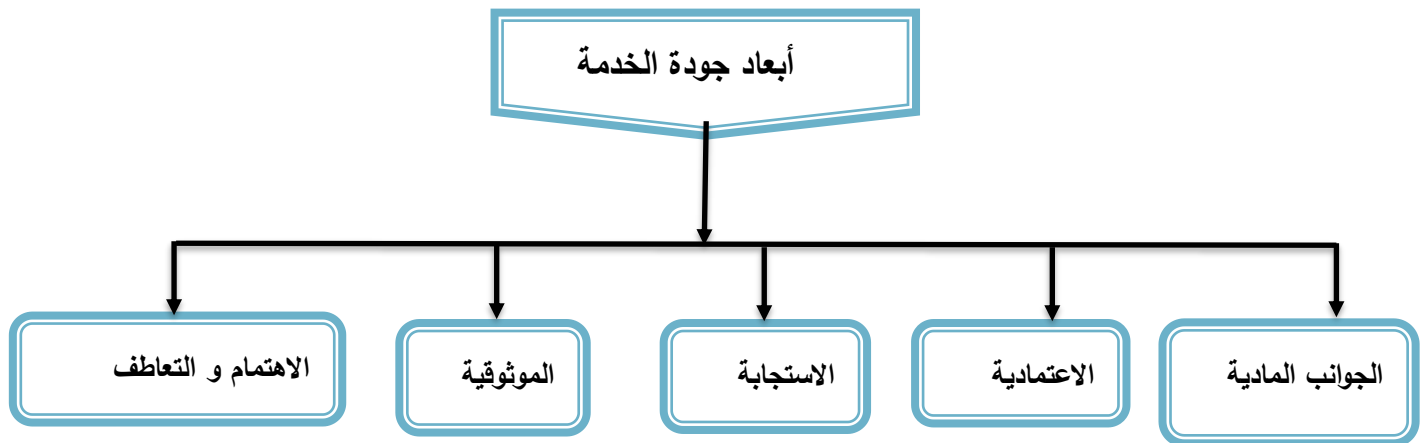 أبعاد جودة الخدمة
الجوانب المادية
الاعتمادية
الاستجابة
الموثوقية
الاهتمام و التعاطف